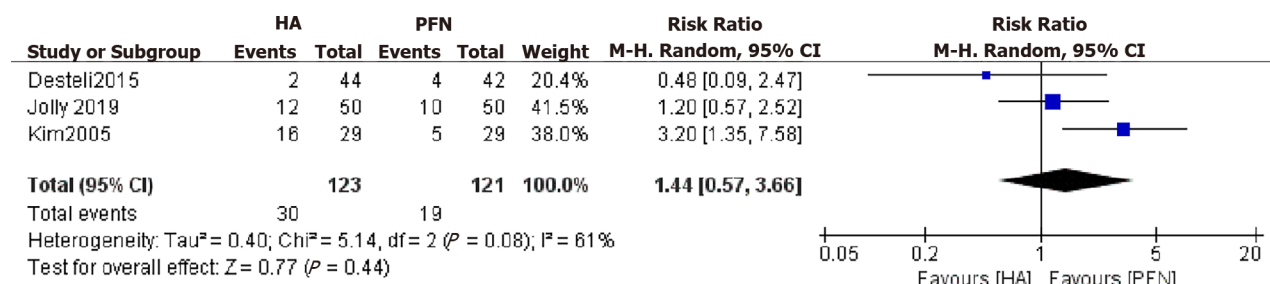 HA PFN Risk Ratio Risk Ratio
Study or Subgroup Events Total Events Total Weight M-H. Random, 95% CI M-H. Random, 95% CI
Desteli2015 2 44 4 42 20.4% 0.48 [0.09, 2.47]
Jolly 2019 12 50 10 50 41.5% 1.20 [0.57, 2.52]
Kim2005 16 29 5 29 38.0% 3.20 [1.35, 7.58]
Total (95% CI) 123 121 100.0% 1.44 [0.57, 3.66]
Total events 30 19
Heterogeneity: Tau² = 0.40; Chi² = 5.14, df = 2 (P = 0.08); I² = 61%
Test for overall effect: Z = 0.77 (P = 0.44)
0.05 0.2 1 5 20
Favours [HA] Favours [PFN]